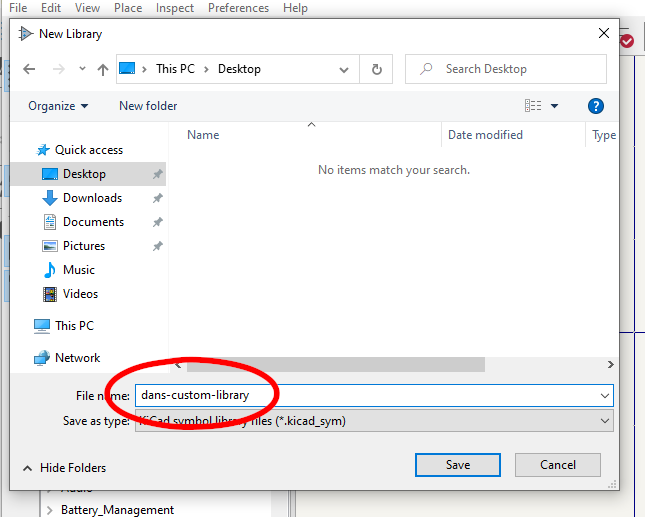 File Edit View Place Inspect Preferences Help
New Library
This PC > Desktop
Search Desktop
Organize New folder
?
Name Date modified Type
Quick access
No items match your search.
Desktop
Downloads
Documents
Pictures
Music
Videos
This PC
Network
File name: dans-custom-library
Save as type: KiCad symbol library files (*.kicad_sym)
Hide Folders Save Cancel
Battery_Management